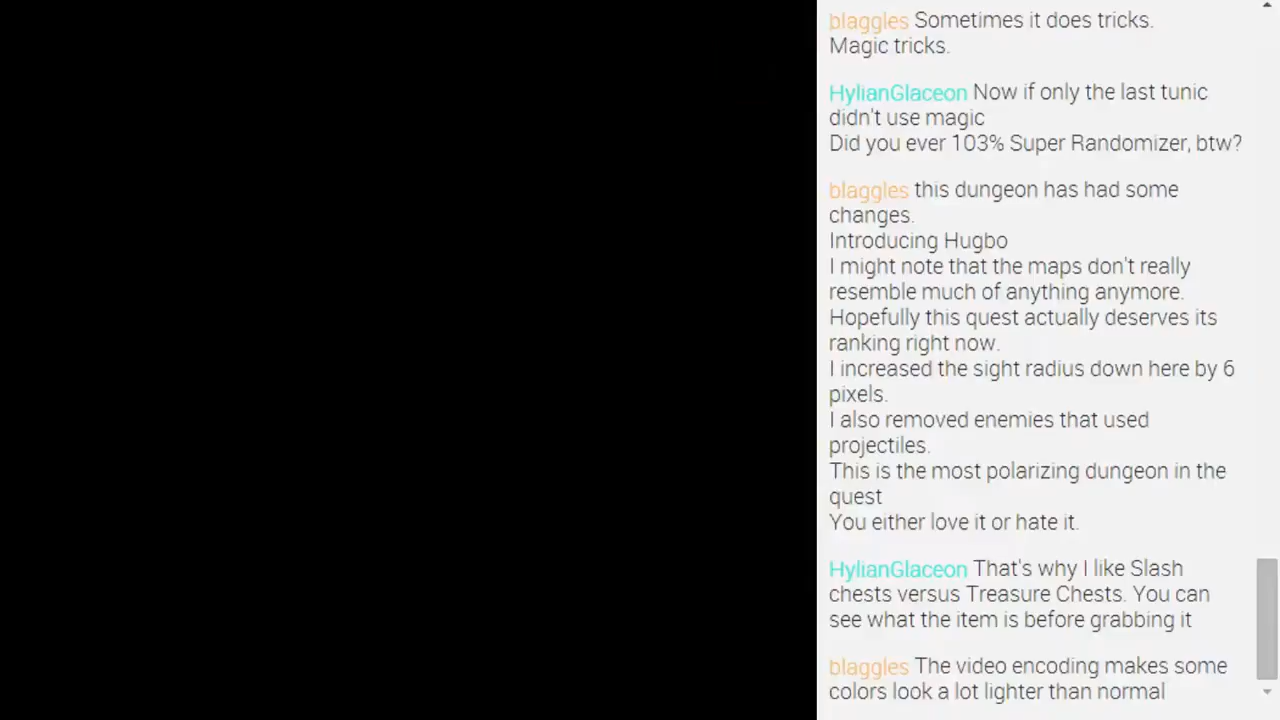 blaggles Sometimes it does tricks.
Magic tricks.
HylianGlaceon Now if only the last tunic
didn't use magic
Did you ever 103% Super Randomizer, btw?
blaggles this dungeon has had some
changes.
Introducing Hugbo
I might note that the maps don't really
resemble much of anything anymore.
Hopefully this quest actually deserves its
ranking right now.
I increased the sight radius down here by 6
pixels.
I also removed enemies that used
projectiles.
This is the most polarizing dungeon in the
quest
You either love it or hate it.
HylianGlaceon That's why I like Slash
chests versus Treasure Chests. You can
see what the item is before grabbing it
blaggles The video encoding makes some
colors look a lot lighter than normal